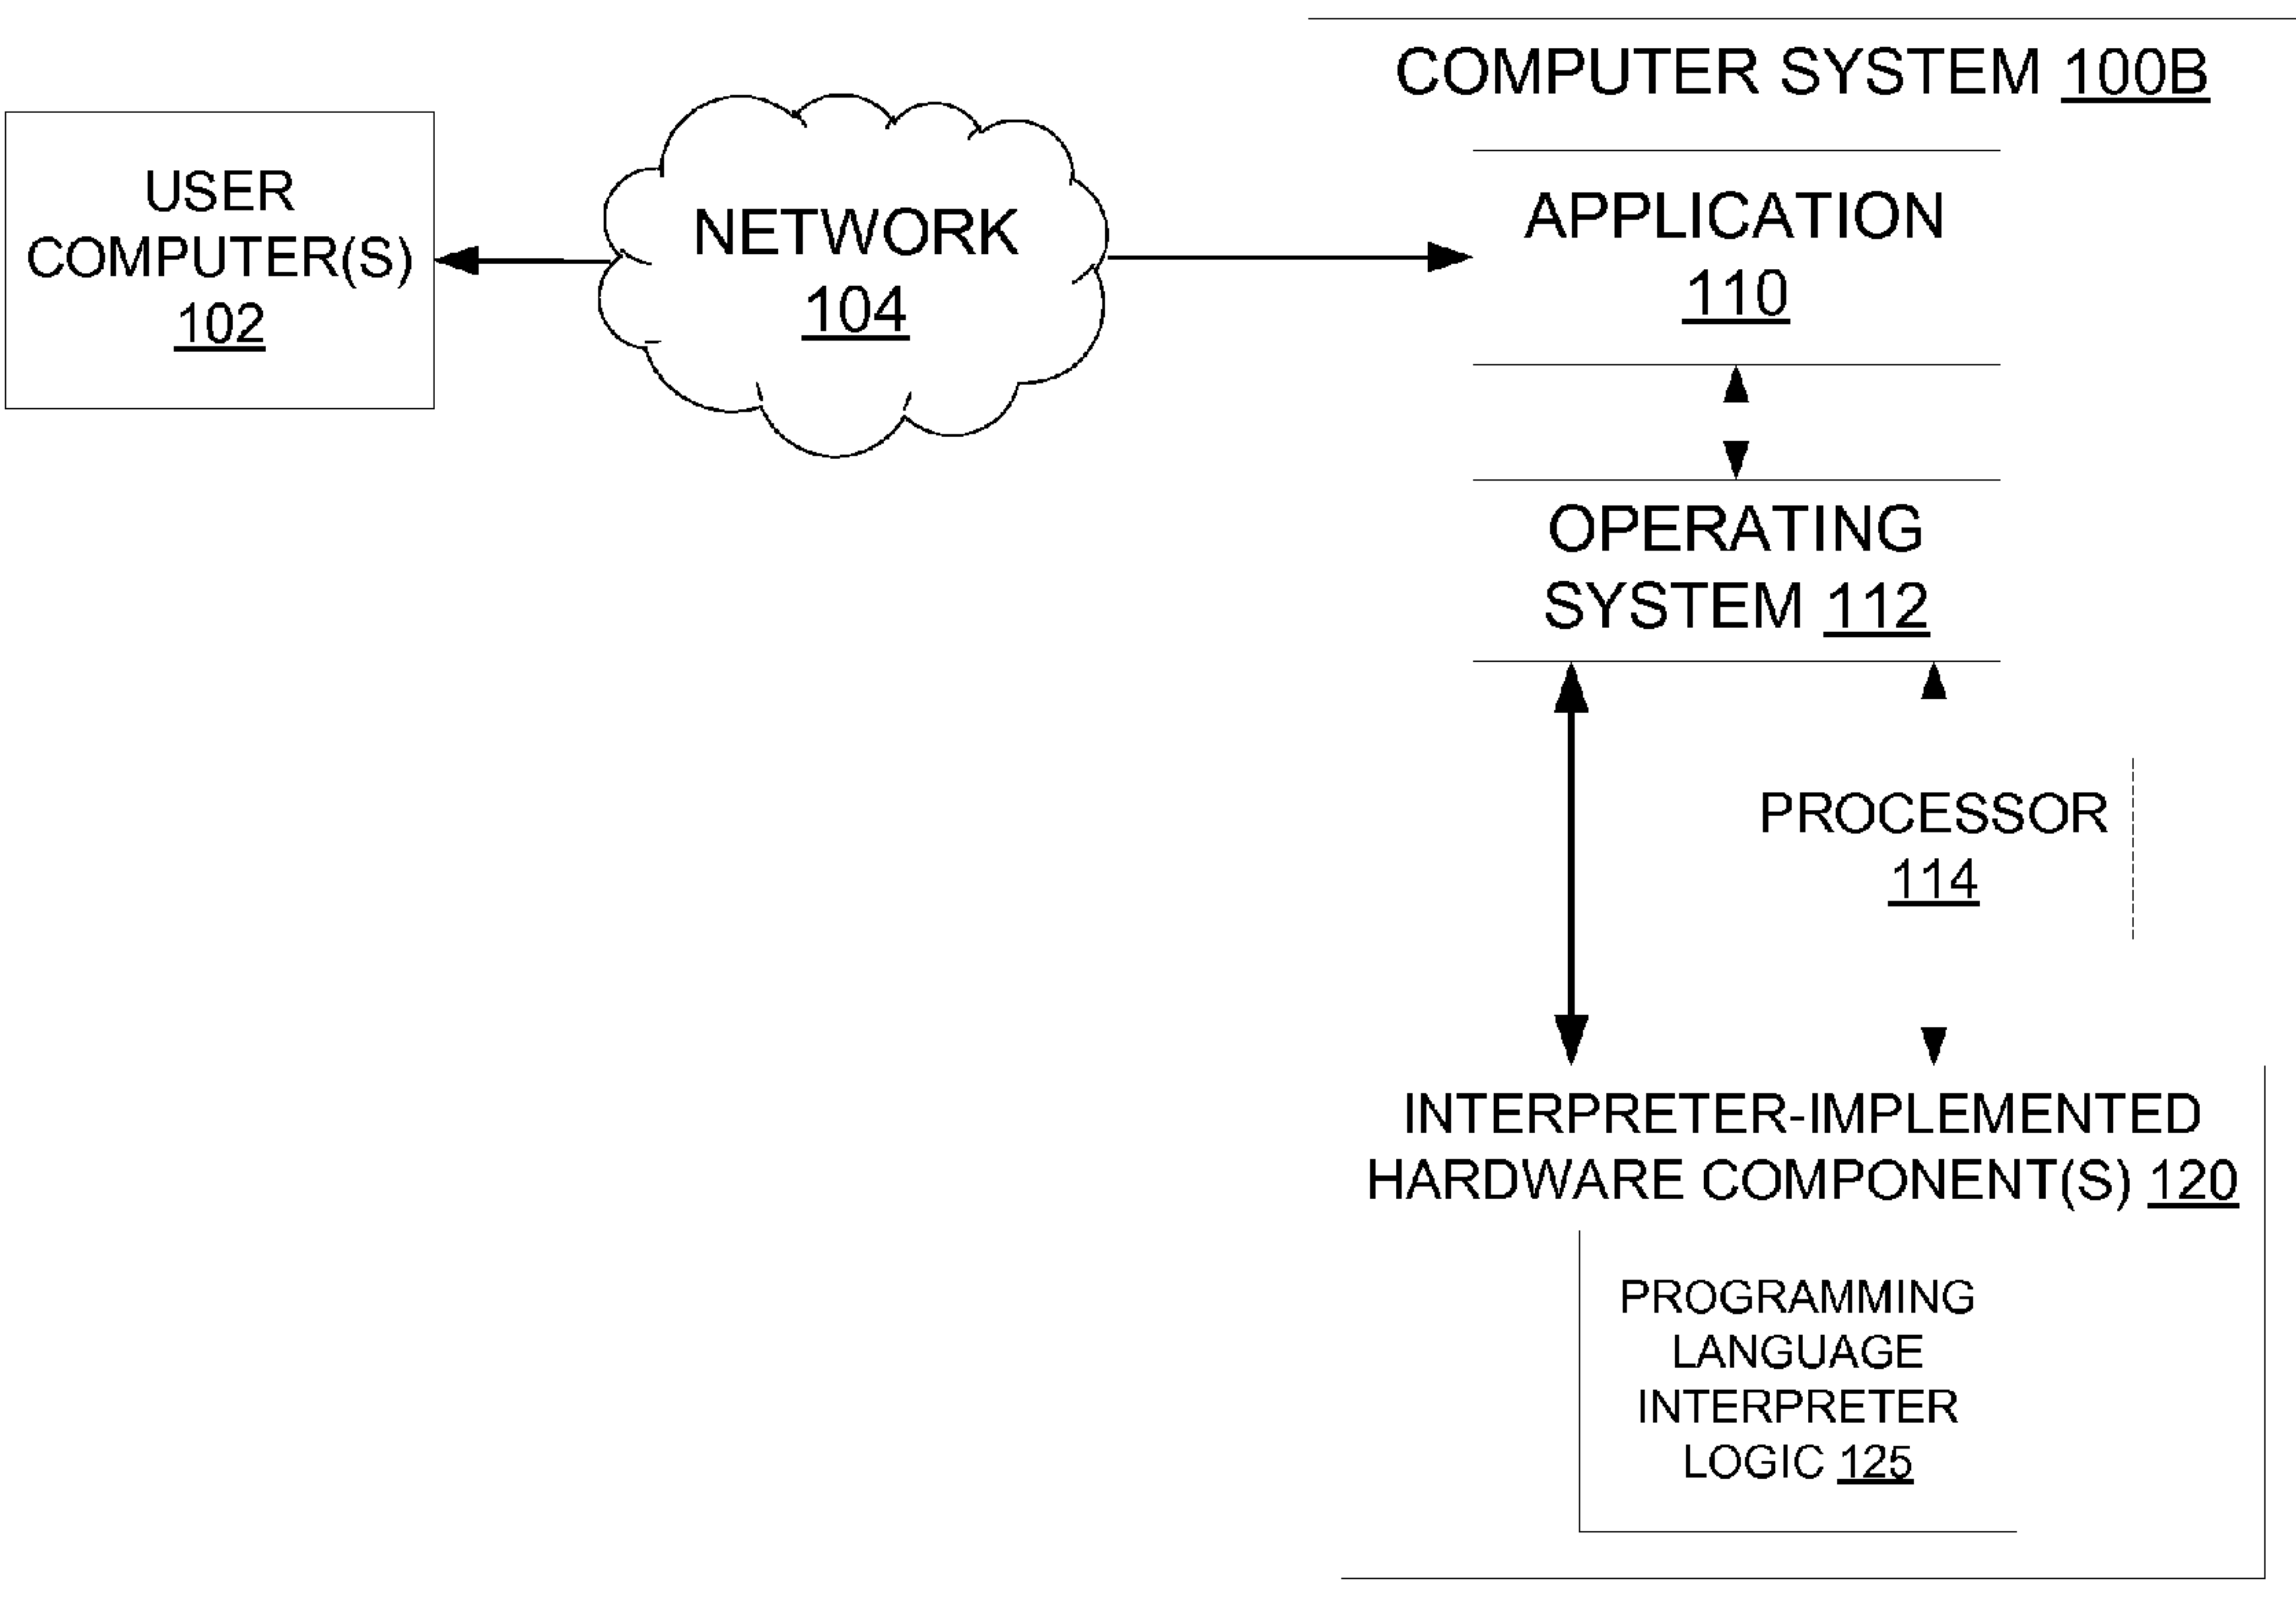 COMPUTER SYSTEM 100B
USER
COMPUTER(S)
102
NETWORK
104
APPLICATION
110
OPERATING
SYSTEM 112
PROCESSOR
114
INTERPRETER-IMPLEMENTED
HARDWARE COMPONENT(S) 120
PROGRAMMING
LANGUAGE
INTERPRETER
LOGIC 125